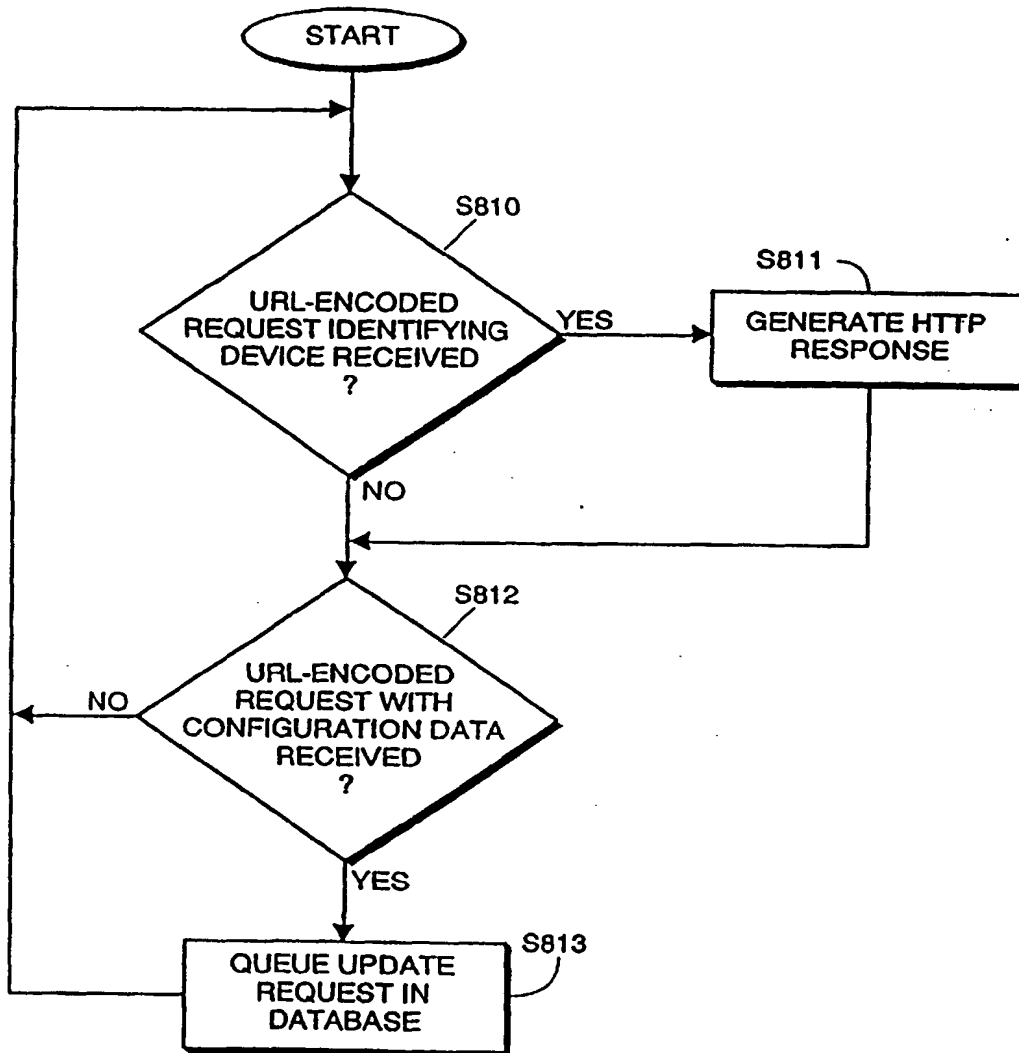 START
S810
URL-ENCODED
REQUEST IDENTIFYING
DEVICE RECEIVED
?
YES
S811
GENERATE HTTP
RESPONSE
NO
S812
URL-ENCODED
REQUEST WITH
CONFIGURATION DATA
RECEIVED
?
NO
YES
S813
QUEUE UPDATE
REQUEST IN
DATABASE